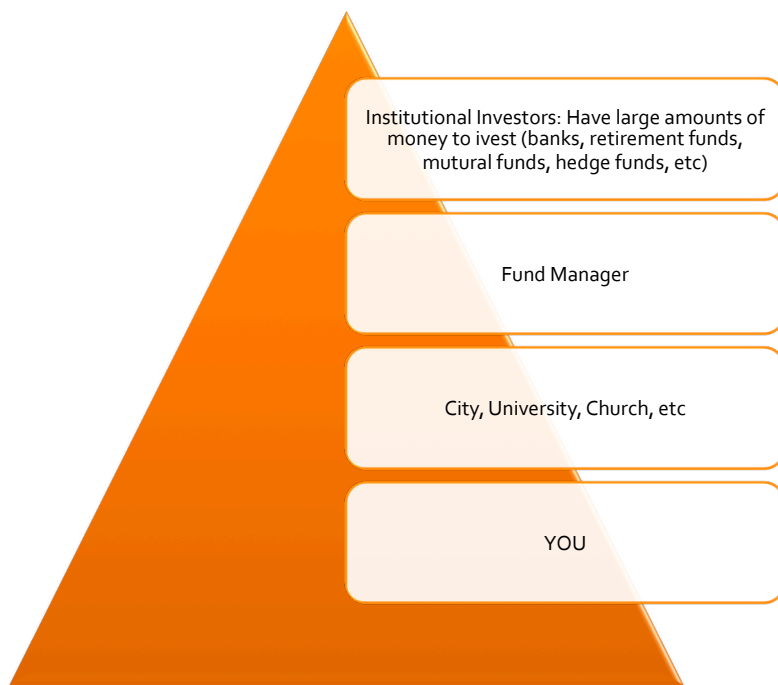 Institutional Investors: Have large amounts of
money to ivest (banks, retirement funds,
mutural funds, hedge funds, etc)
Fund Manager
City, University, Church, etc
YOU